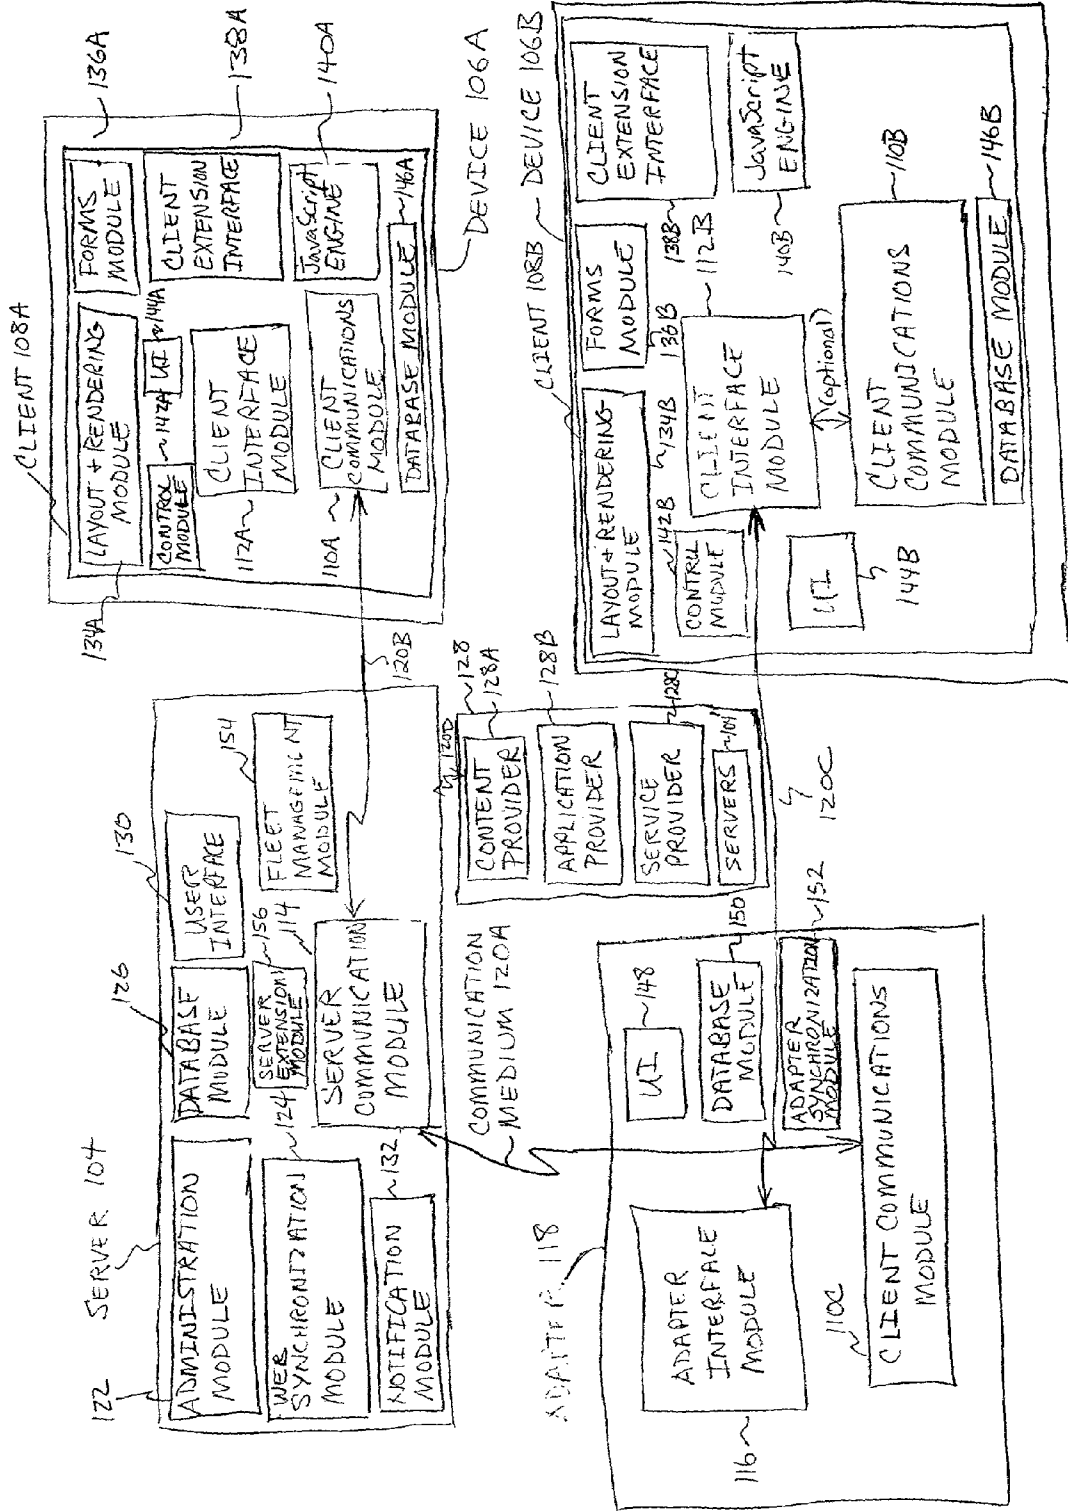 SERVER 104
122
ADMINISTRATION
MODULE
126
DATABASE
MODULE
130
USER
INTERFACE
154
FLEET
MANAGEMENT
MODULE
WEB
SYNCHRONIZATION
MODULE
124
SERVER
EXTENSION
MODULE
156
114
SERVER
COMMUNICATION
MODULE
NOTIFICATION
MODULE
132
120B
CLIENT 108A
LAYOUT + RENDERING
MODULE
134A
FORMS
MODULE
136A
CONTROL
MODULE
142A
UI
144A
CLIENT
EXTENSION
INTERFACE
138A
112A
CLIENT
INTERFACE
MODULE
JavaScript
ENGINE
140A
110A
CLIENT
COMMUNICATIONS
MODULE
DATABASE MODULE
146A
DEVICE 106A
COMMUNICATION
MEDIUM 120A
120D
128
CONTENT
PROVIDER
128A
APPLICATION
PROVIDER
128B
SERVICE
PROVIDER
128C
SERVERS
104
120C
ADAPTER 118
116
ADAPTER
INTERFACE
MODULE
UI
148
DATABASE
MODULE
150
ADAPTER
SYNCHRONIZATION
MODULE
152
110C
CLIENT COMMUNICATIONS
MODULE
CLIENT 108B
DEVICE 106B
LAYOUT + RENDERING
MODULE
134B
FORMS
MODULE
136B
CLIENT
EXTENSION
INTERFACE
138B
142B
CONTROL
MODULE
CLIENT
INTERFACE
MODULE
112B
JavaScript
ENGINE
140B
(optional)
UI
144B
CLIENT
COMMUNICATIONS
MODULE
110B
DATABASE MODULE
146B